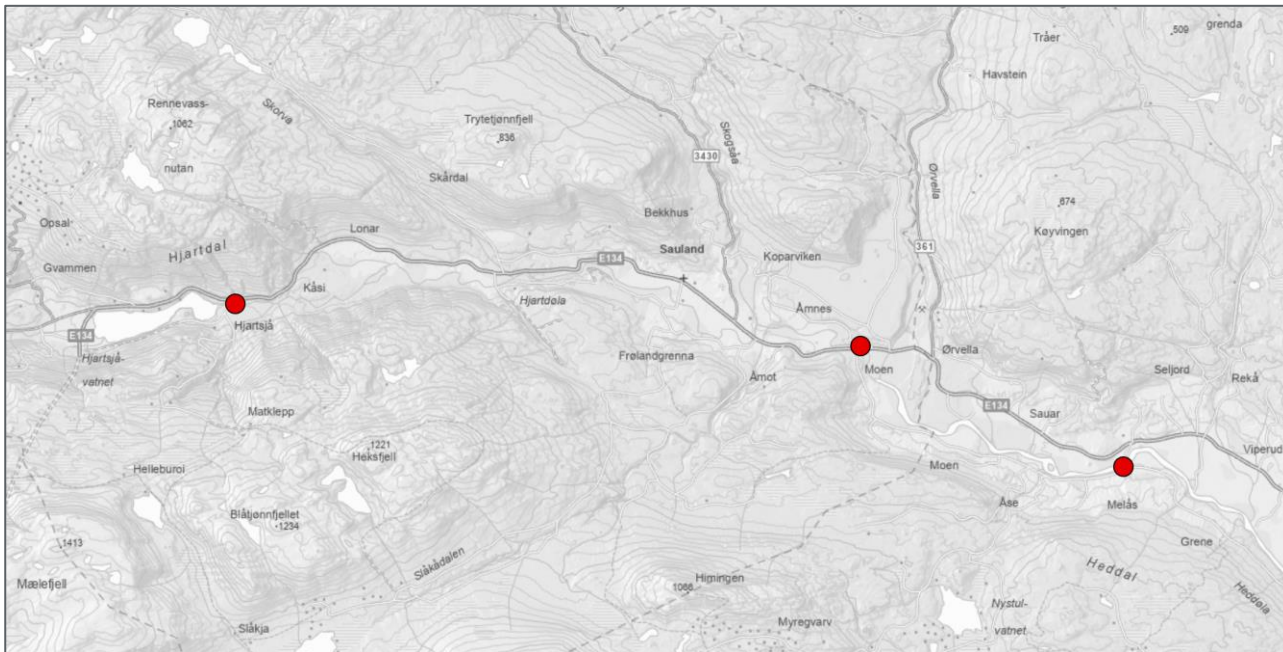 grenda
509
Tråer
Havstein
Skorva
Rennevass-
1062
nutan
Trytetjønnfjell
836
Skogsåa
3430
Skårdal
Ørvella
Bekkhus
674
Køyvingen
Opsal
Lonar
Hjartdal
Sauland
361
Koparviken
E134
Gvammen
Kåsi
Hjartdøla
Åmnes
Hjartsjå
E134
Hjartsjå-
vatnet
Frølandgrenna
Ørvella
Moen
Åmot
Seljord
Rekå
E134
Sauar
Matklepp
1221
Heksfjell
Viperud
Helleburoi
Moen
Åse
Melås
Blåtjønnfjellet
1234
Grene
1413
Mælefjell
Slåkådalen
Himingen
1066
Heddal
Heddøla
Nystul-
vatnet
Myregvarv
Slåkja